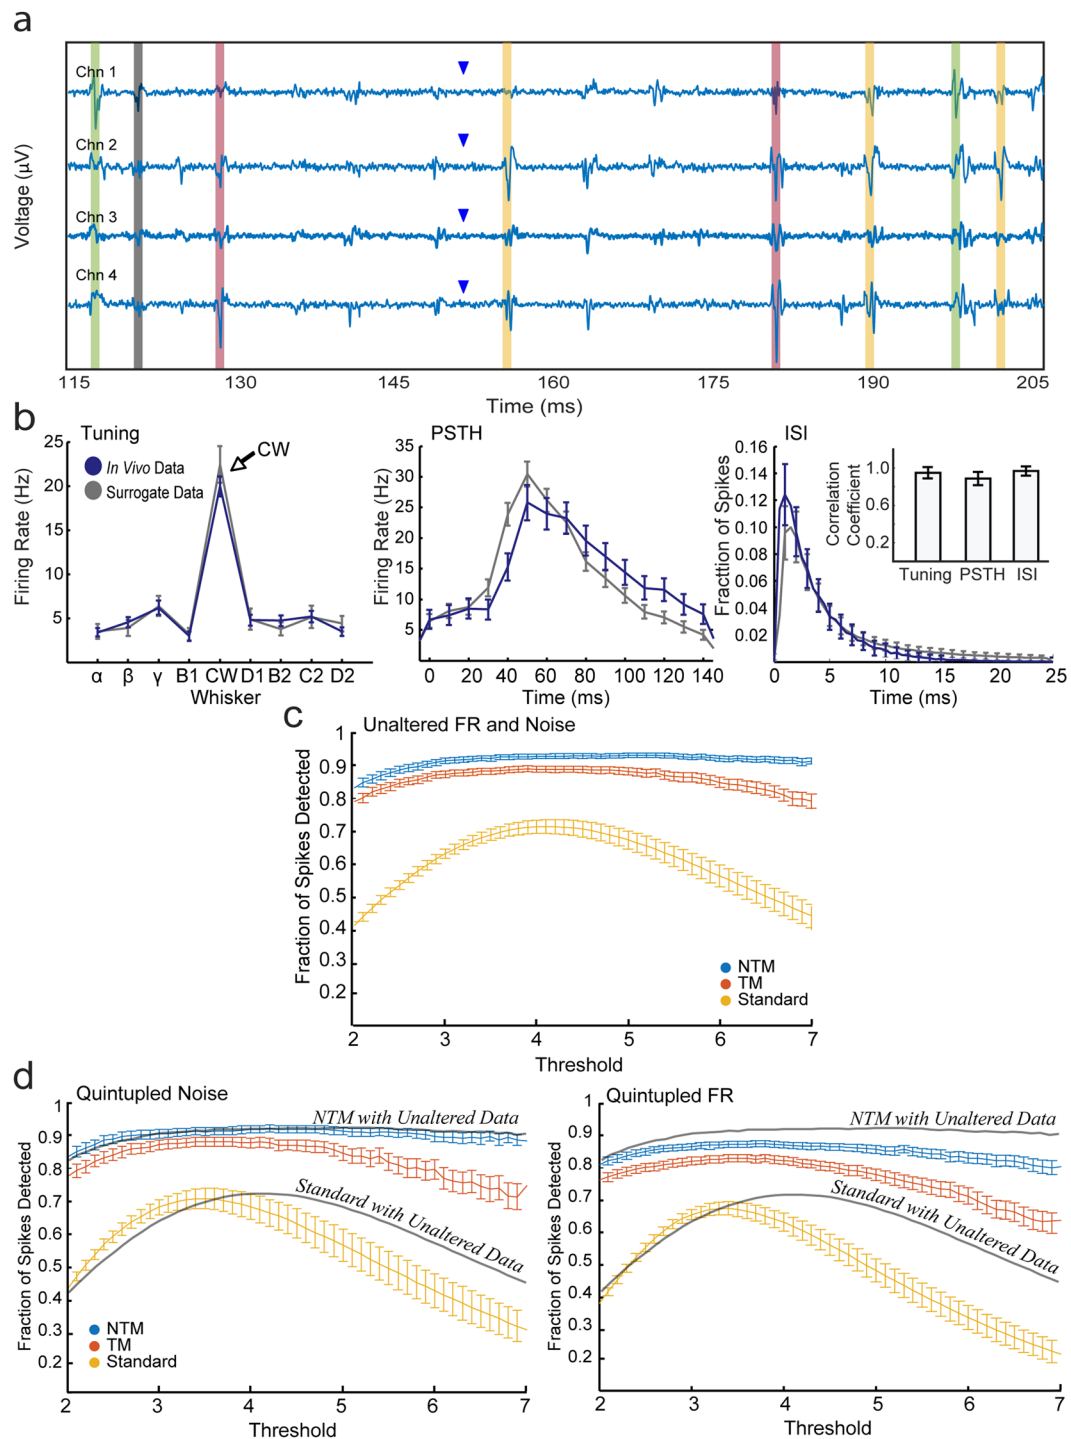 a
Chn 1
Chn 2
Chn 3
Chn 4
Voltage (µV)
115 130 145 160 175 190 205
Time (ms)
b
Tuning
In Vivo Data
Surrogate Data
CW
Firing Rate (Hz)
25
20
15
10
5
α β γ B1 CW D1 B2 C2 D2
Whisker
PSTH
Firing Rate (Hz)
35
30
25
20
15
10
5
0 20 40 60 80 100 120 140
Time (ms)
ISI
Fraction of Spikes
0.16
0.14
0.12
0.10
0.08
0.06
0.04
0.02
0 5 10 15 20 25
Time (ms)
Correlation
Coefficient
1.0
0.6
0.2
Tuning PSTH ISI
c
Unaltered FR and Noise
Fraction of Spikes Detected
1
0.9
0.8
0.7
0.6
0.5
0.4
0.3
0.2
NTM
TM
Standard
2 3 4 5 6 7
Threshold
d
Quintupled Noise
NTM with Unaltered Data
Standard with Unaltered Data
Fraction of Spikes Detected
1
0.9
0.8
0.7
0.6
0.5
0.4
0.3
0.2
NTM
TM
Standard
2 3 4 5 6 7
Threshold
Quintupled FR
NTM with Unaltered Data
Standard with Unaltered Data
Fraction of Spikes Detected
1
0.9
0.8
0.7
0.6
0.5
0.4
0.3
0.2
2 3 4 5 6 7
Threshold